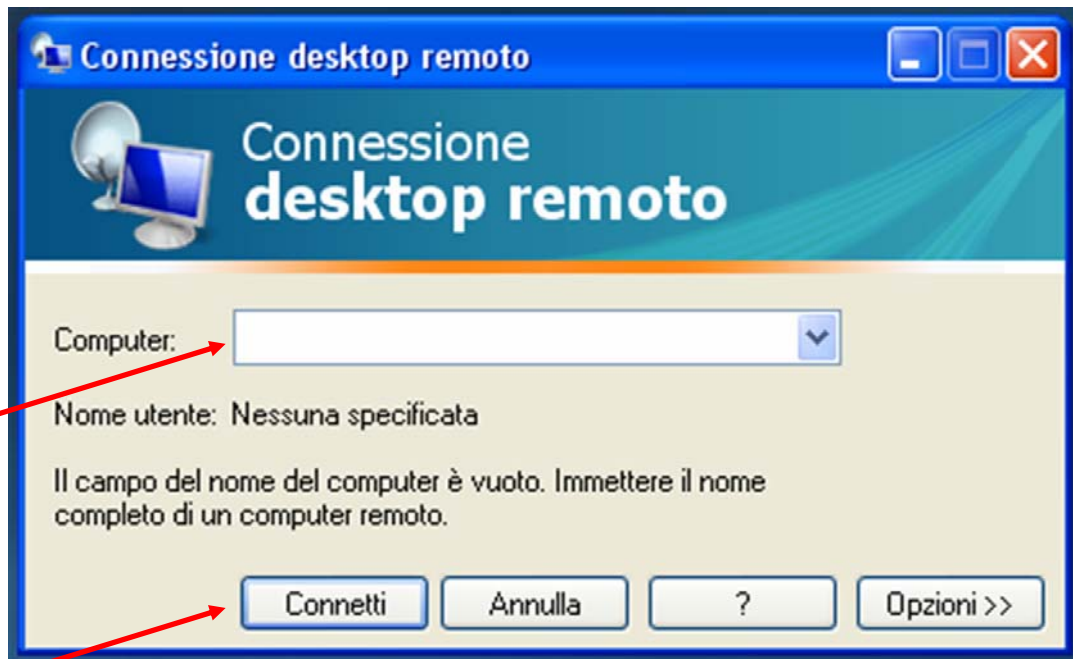 Connessione desktop remoto
Connessione
desktop remoto
Computer:
Nome utente: Nessuna specificata
Il campo del nome del computer è vuoto. Immettere il nome
completo di un computer remoto.
Connetti Annulla ? Opzioni >>